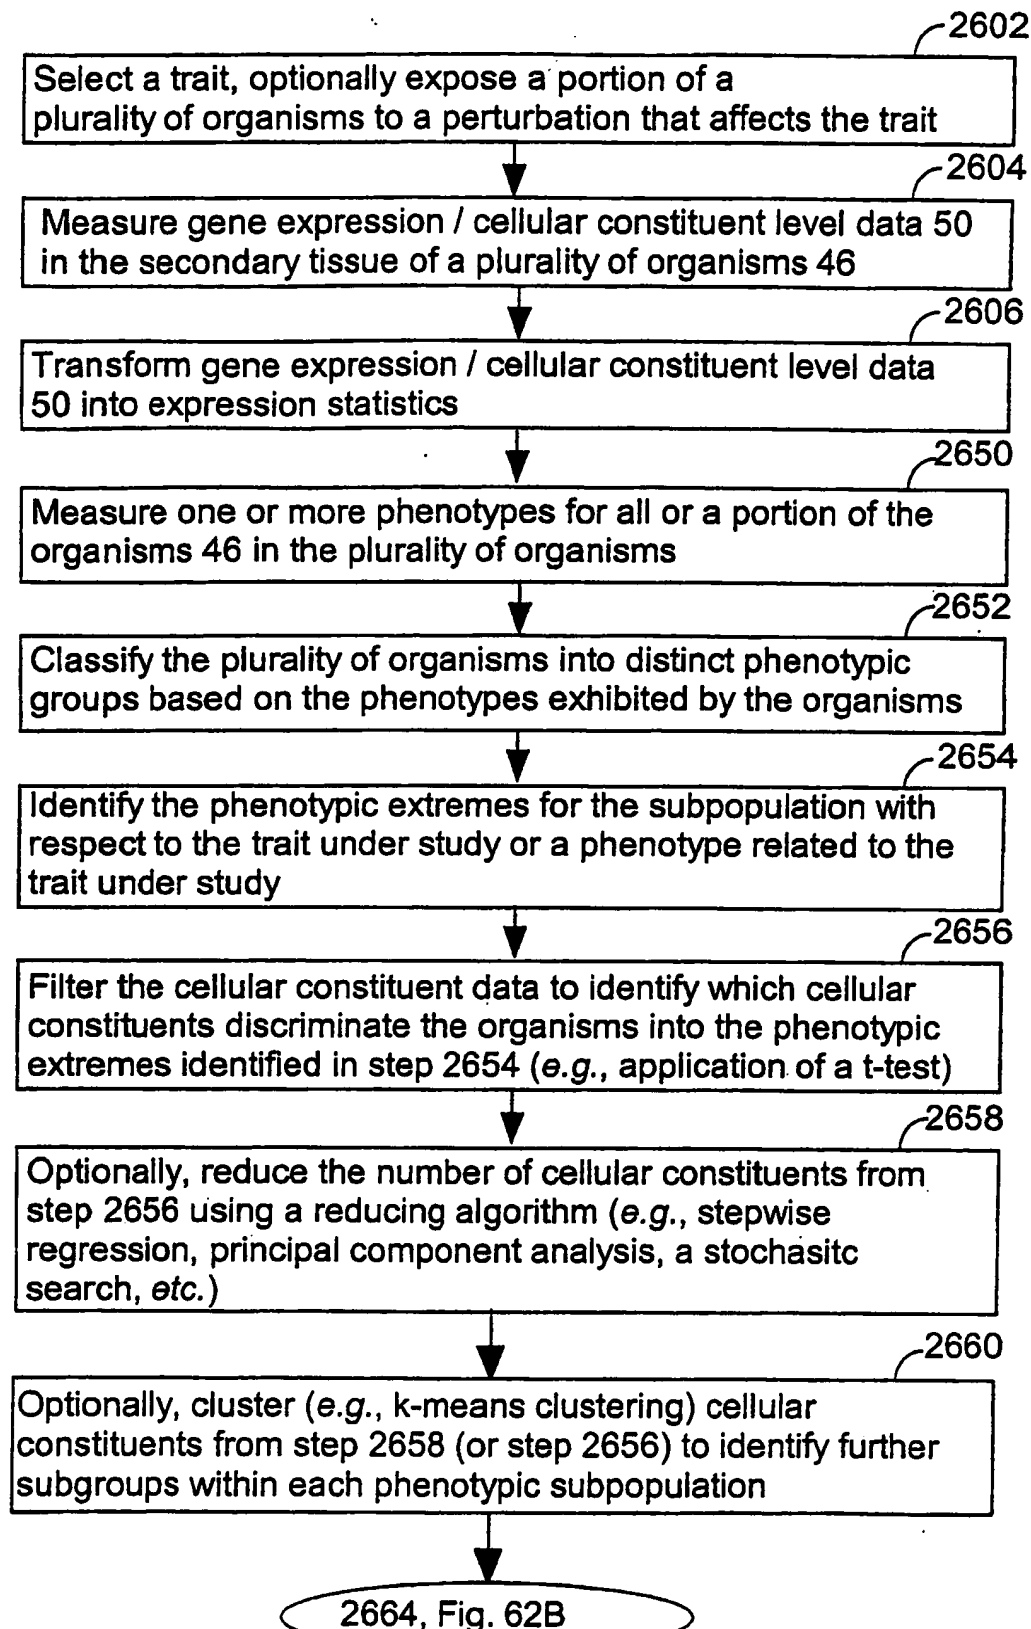 2602
Select a trait, optionally expose a portion of a
plurality of organisms to a perturbation that affects the trait
2604
Measure gene expression / cellular constituent level data 50
in the secondary tissue of a plurality of organisms 46
2606
Transform gene expression / cellular constituent level data
50 into expression statistics
2650
Measure one or more phenotypes for all or a portion of the
organisms 46 in the plurality of organisms
2652
Classify the plurality of organisms into distinct phenotypic
groups based on the phenotypes exhibited by the organisms
2654
Identify the phenotypic extremes for the subpopulation with
respect to the trait under study or a phenotype related to the
trait under study
2656
Filter the cellular constituent data to identify which cellular
constituents discriminate the organisms into the phenotypic
extremes identified in step 2654 (e.g., application of a t-test)
2658
Optionally, reduce the number of cellular constituents from
step 2656 using a reducing algorithm (e.g., stepwise
regression, principal component analysis, a stochasitc
search, etc.)
2660
Optionally, cluster (e.g., k-means clustering) cellular
constituents from step 2658 (or step 2656) to identify further
subgroups within each phenotypic subpopulation
2664, Fig. 62B